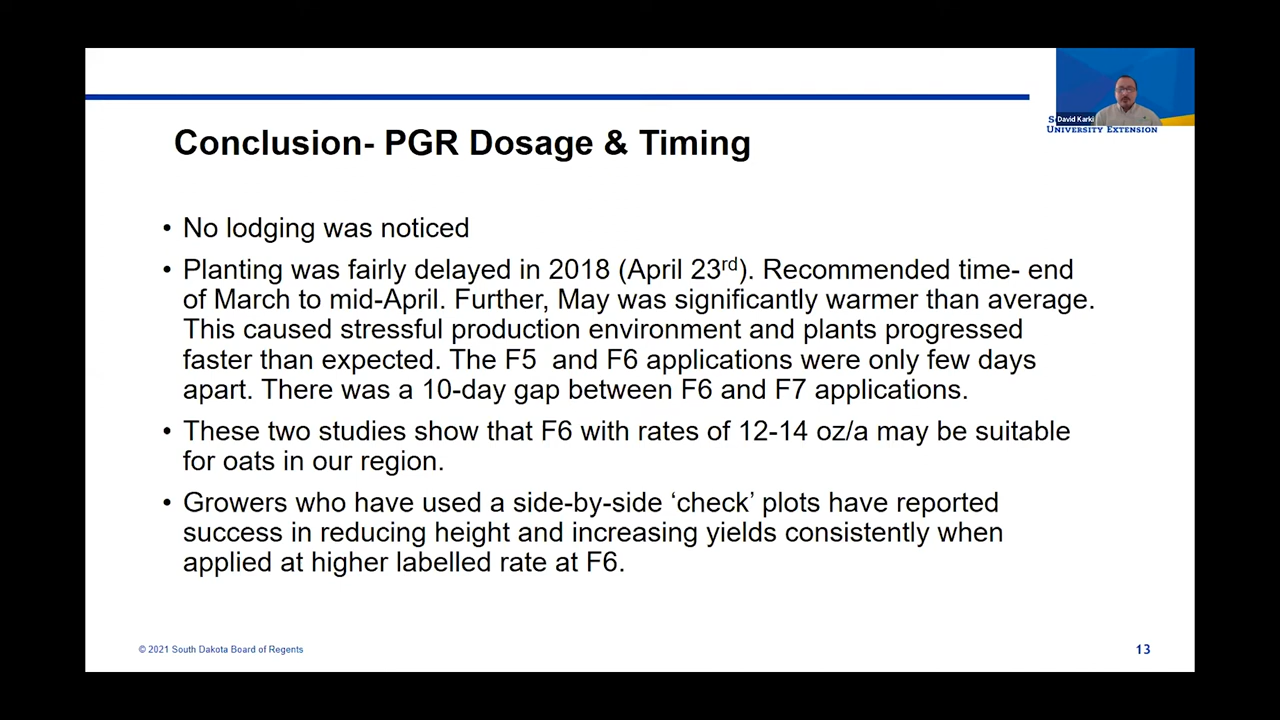 David Karki
UNIVERSITY EXTENSION
Conclusion- PGR Dosage & Timing
• No lodging was noticed
• Planting was fairly delayed in 2018 (April 23rd). Recommended time- end
of March to mid-April. Further, May was significantly warmer than average.
This caused stressful production environment and plants progressed
faster than expected. The F5  and F6 applications were only few days
apart. There was a 10-day gap between F6 and F7 applications.
• These two studies show that F6 with rates of 12-14 oz/a may be suitable
for oats in our region.
• Growers who have used a side-by-side ‘check’ plots have reported
success in reducing height and increasing yields consistently when
applied at higher labelled rate at F6.
© 2021 South Dakota Board of Regents
13